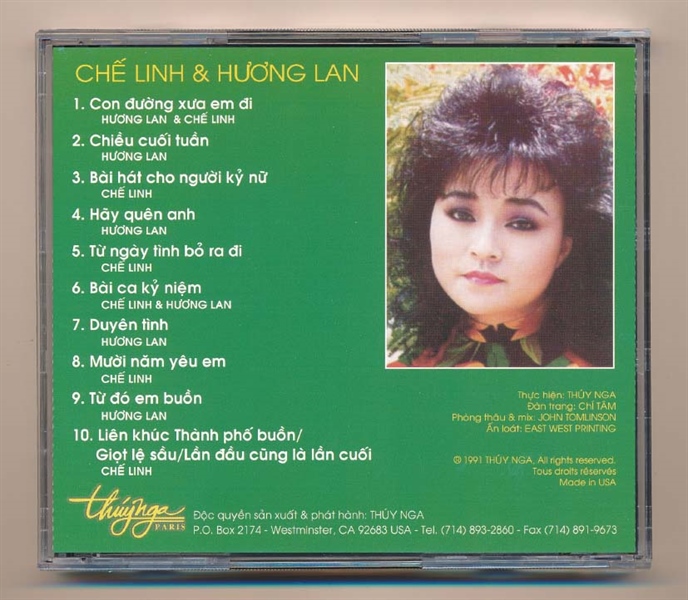 CHẾ LINH & HƯƠNG LAN
1. Con đường xưa em đi
HƯƠNG LAN & CHẾ LINH
2. Chiều cuối tuần
HƯƠNG LAN
3. Bài hát cho người kỷ nữ
CHẾ LINH
4. Hãy quên anh
HƯƠNG LAN
5. Từ ngày tình bỏ ra đi
CHẾ LINH
6. Bài ca kỷ niệm
CHẾ LINH & HƯƠNG LAN
7. Duyên tình
HƯƠNG LAN
8. Mười năm yêu em
CHẾ LINH
9. Từ đó em buồn
HƯƠNG LAN
10. Liên khúc Thành phố buồn/
Giọt lệ sầu/Lần đầu cũng là lần cuối
CHẾ LINH
Thực hiện: THÚY NGA
Đàn trang: CHÍ TÂM
Phòng thâu & mix: JOHN TOMLINSON
Ấn loát: EAST WEST PRINTING
© 1991 THÚY NGA, All rights reserved.
Tous droits réservés
Made in USA
thúy nga
PARIS
Độc quyền sản xuất & phát hành: THÚY NGA
P.O. Box 2174 - Westminster, CA 92683 USA - Tel. (714) 893-2860 - Fax (714) 891-9673